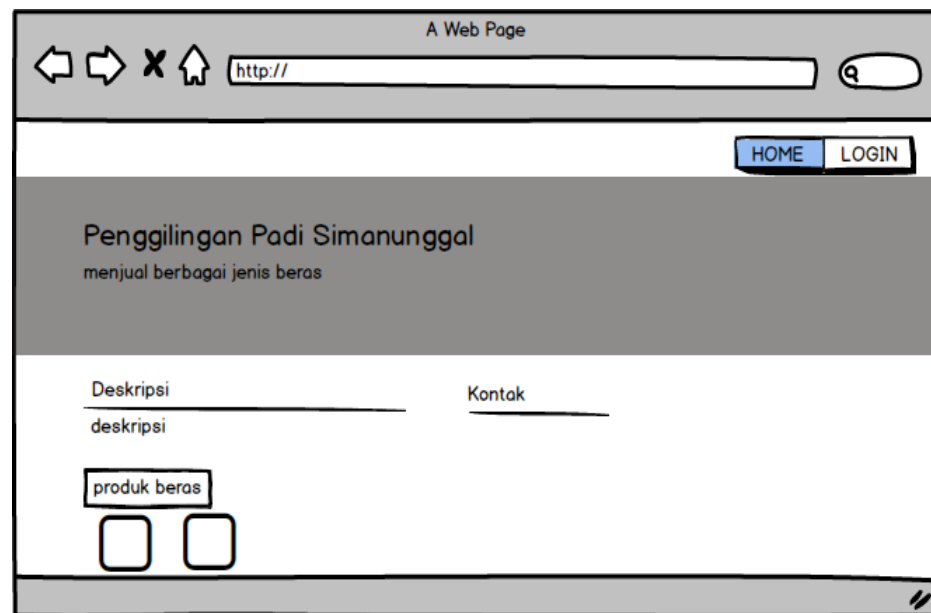 A Web Page
http://
HOME LOGIN
Penggilingan Padi Simanunggal
menjual berbagai jenis beras
Deskripsi
Kontak
deskripsi
produk beras